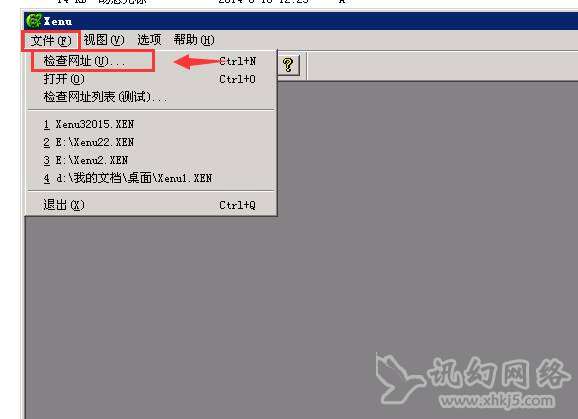 Xenu
文件(F) 视图(V) 选项 帮助(H)
检查网址(U)... Ctrl+N
打开(O) Ctrl+O
检查网址列表(测试)...
1 Xenu32015.XEN
2 E:\Xenu22.XEN
3 E:\Xenu2.XEN
4 d:\我的文档\桌面\Xenu1.XEN
退出(X) Ctrl+Q
讯幻网络
www.xhkj5.com